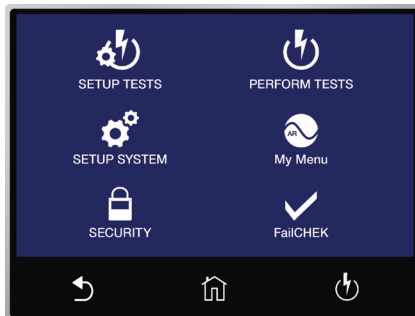 SETUP TESTS
PERFORM TESTS
SETUP SYSTEM
AR
My Menu
SECURITY
FailCHEK